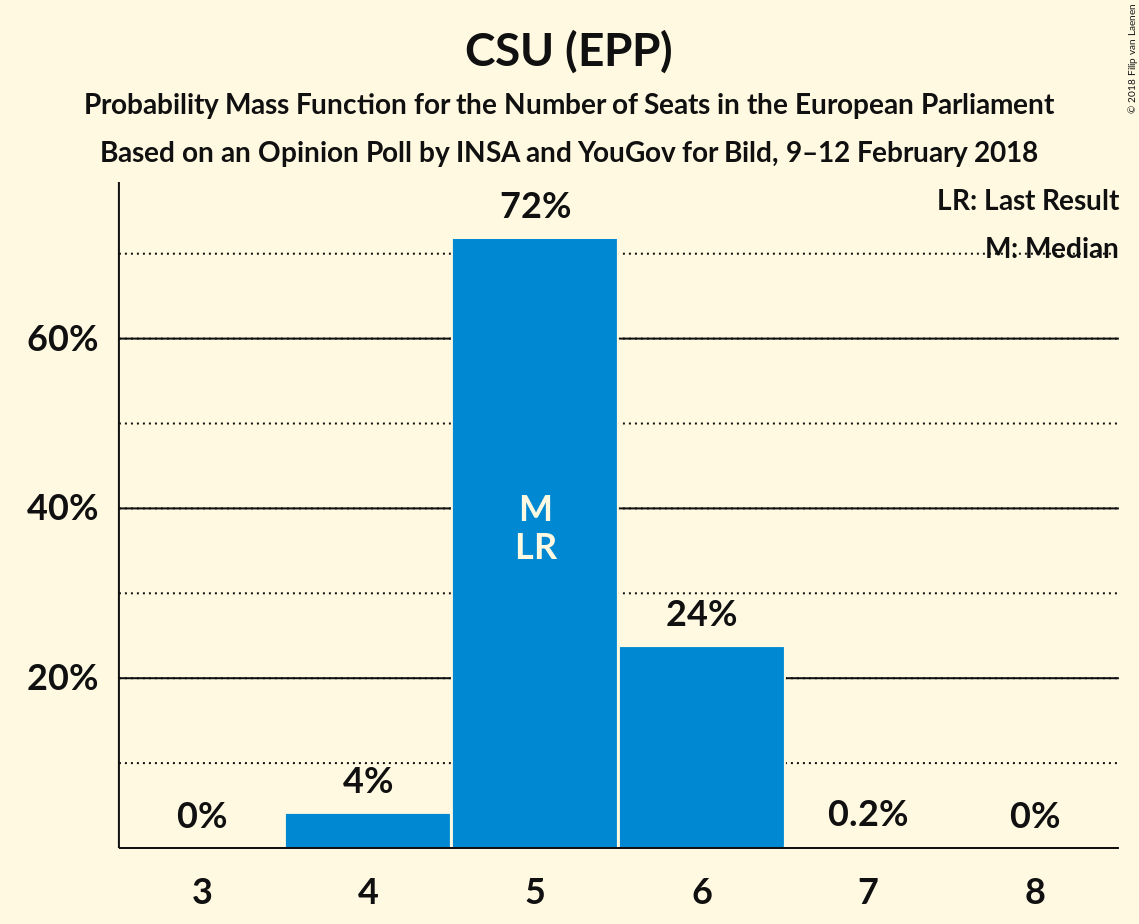 CSU (EPP)
Probability Mass Function for the Number of Seats in the European Parliament
Based on an Opinion Poll by INSA and YouGov for Bild, 9–12 February 2018
© 2018 Filip van Laenen
LR: Last Result
M: Median
72%
60%
40%
20%
M
LR
24%
4%
0%
0.2%
0%
3 4 5 6 7 8